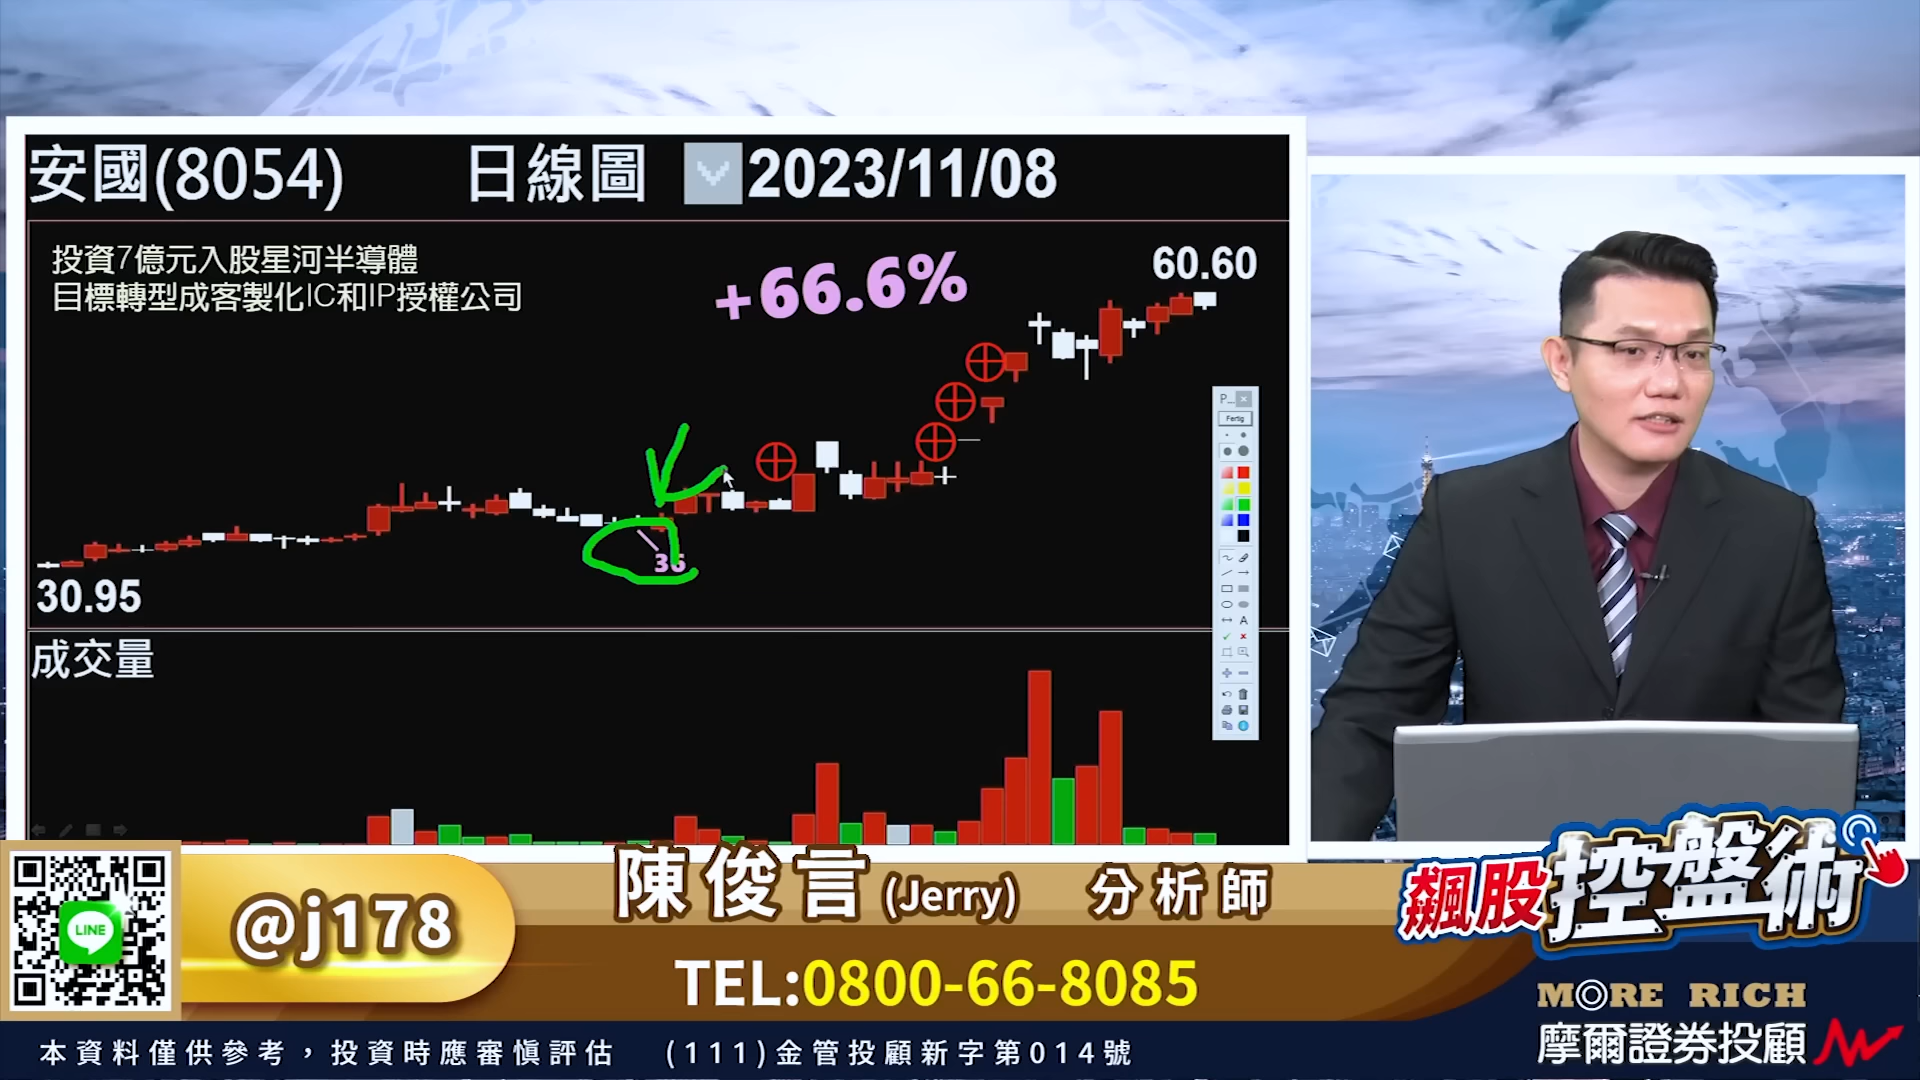 安國(8054) 日線圖 2023/11/08
投資7億元入股星河半導體
目標轉型成客製化IC和IP授權公司
+66.6%
60.60
P...
Fertig
A
36
30.95
成交量
LINE
@j178
陳俊言(Jerry) 分析師
TEL:0800-66-8085
飆股控盤術
MORE RICH
摩爾證券投顧
本資料僅供參考，投資時應審慎評估 (111)金管投顧新字第014號